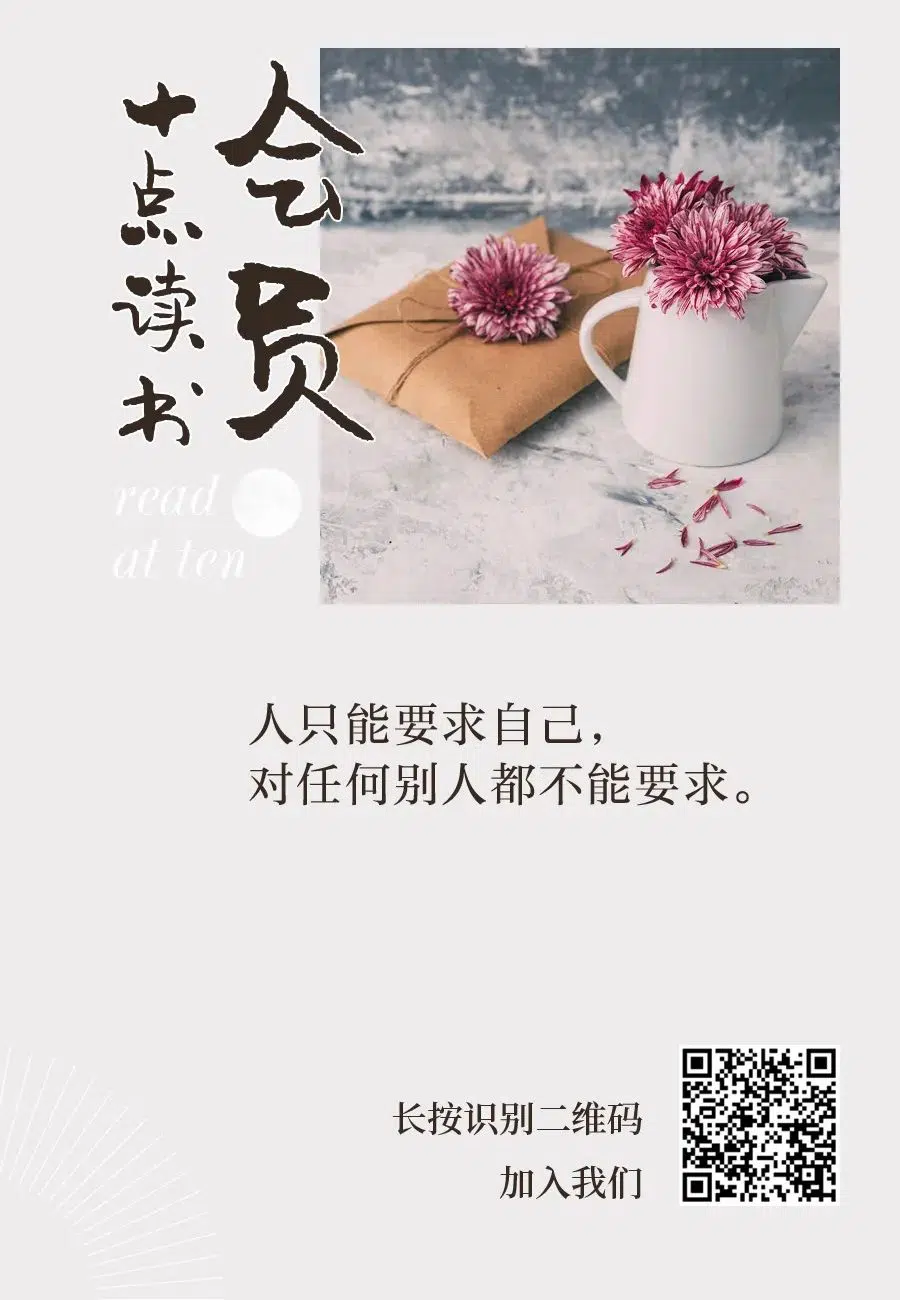 十点读书
会员
read
at ten
人只能要求自己，
对任何别人都不能要求。
长按识别二维码
加入我们